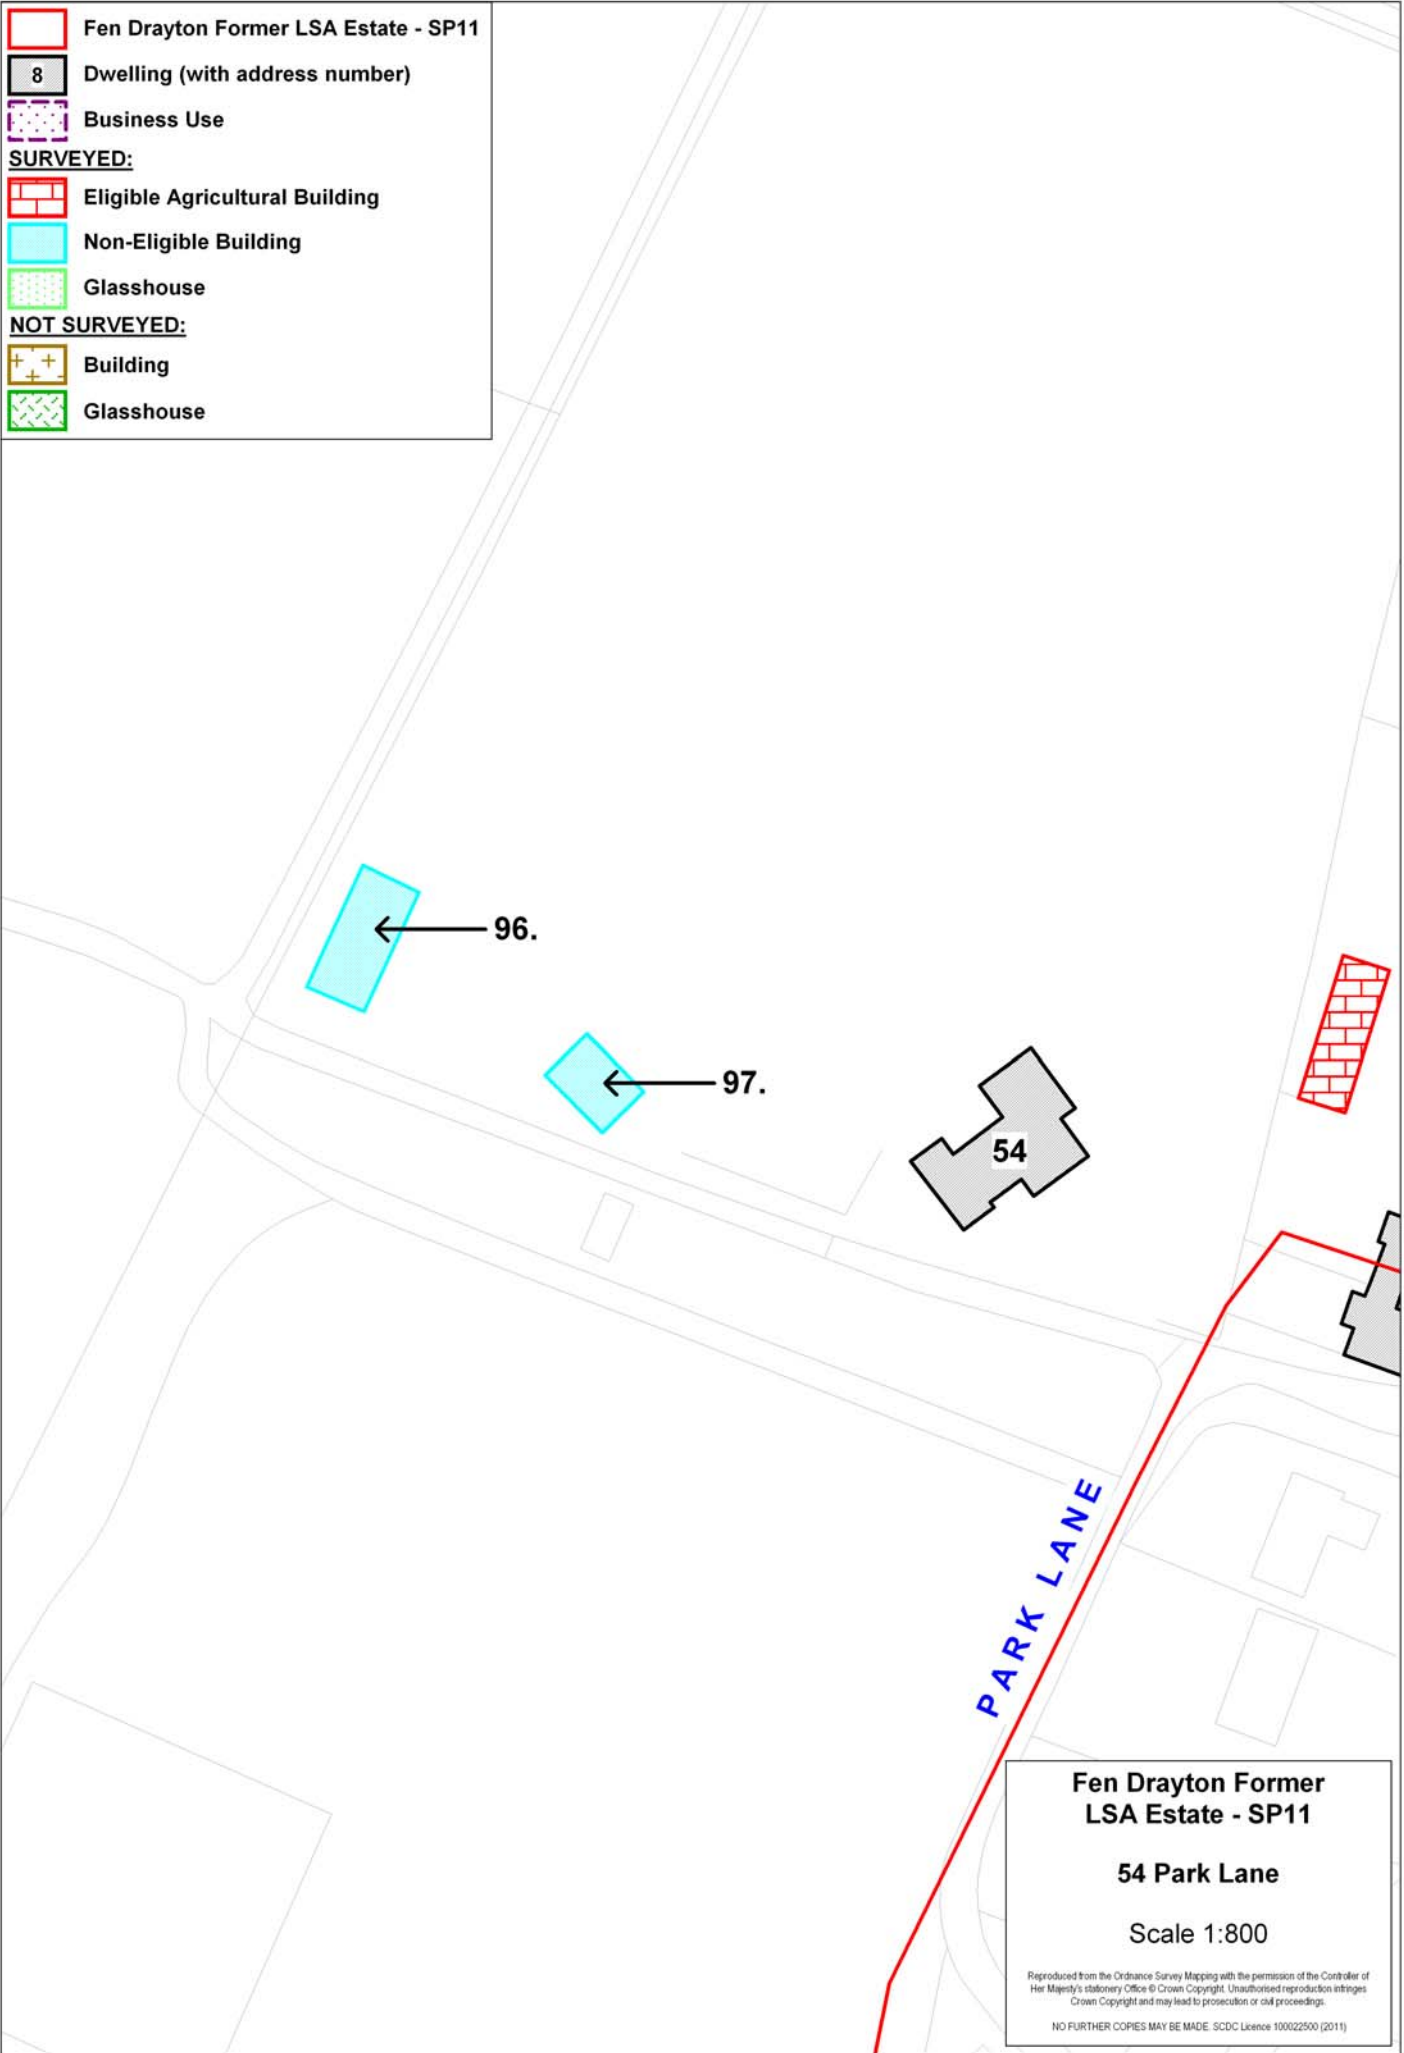 Fen Drayton Former LSA Estate - SP11
8
Dwelling (with address number)
Business Use
SURVEYED:
Eligible Agricultural Building
Non-Eligible Building
Glasshouse
NOT SURVEYED:
Building
Glasshouse
96.
97.
54
PARK LANE
Fen Drayton Former
LSA Estate - SP11
54 Park Lane
Scale 1:800
Reproduced from the Ordnance Survey Mapping with the permission of the Controller of
Her Majesty's stationery Office © Crown Copyright. Unauthorised reproduction infringes
Crown Copyright and may lead to prosecution or civil proceedings.
NO FURTHER COPIES MAY BE MADE. SCDC Licence 100022500 (2011)